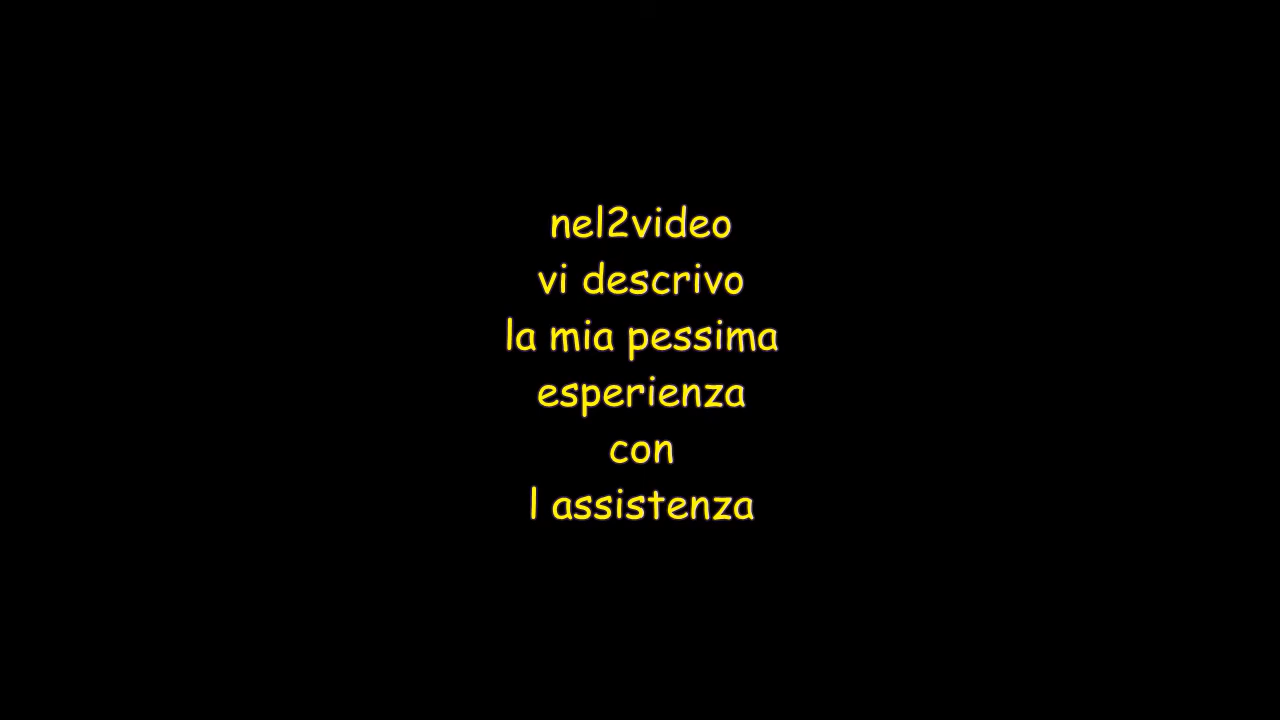 nel2video
vi descrivo
la mia pessima
esperienza
con
l assistenza